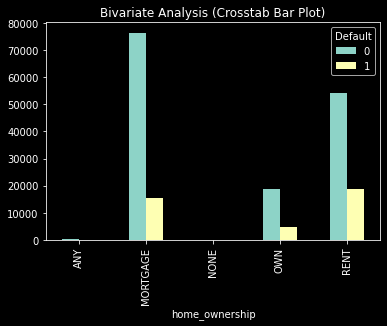 Bivariate Analysis (Crosstab Bar Plot)
Default
0
1
80000
70000
60000
50000
40000
30000
20000
10000
0
ANY
MORTGAGE
NONE
OWN
RENT
home_ownership